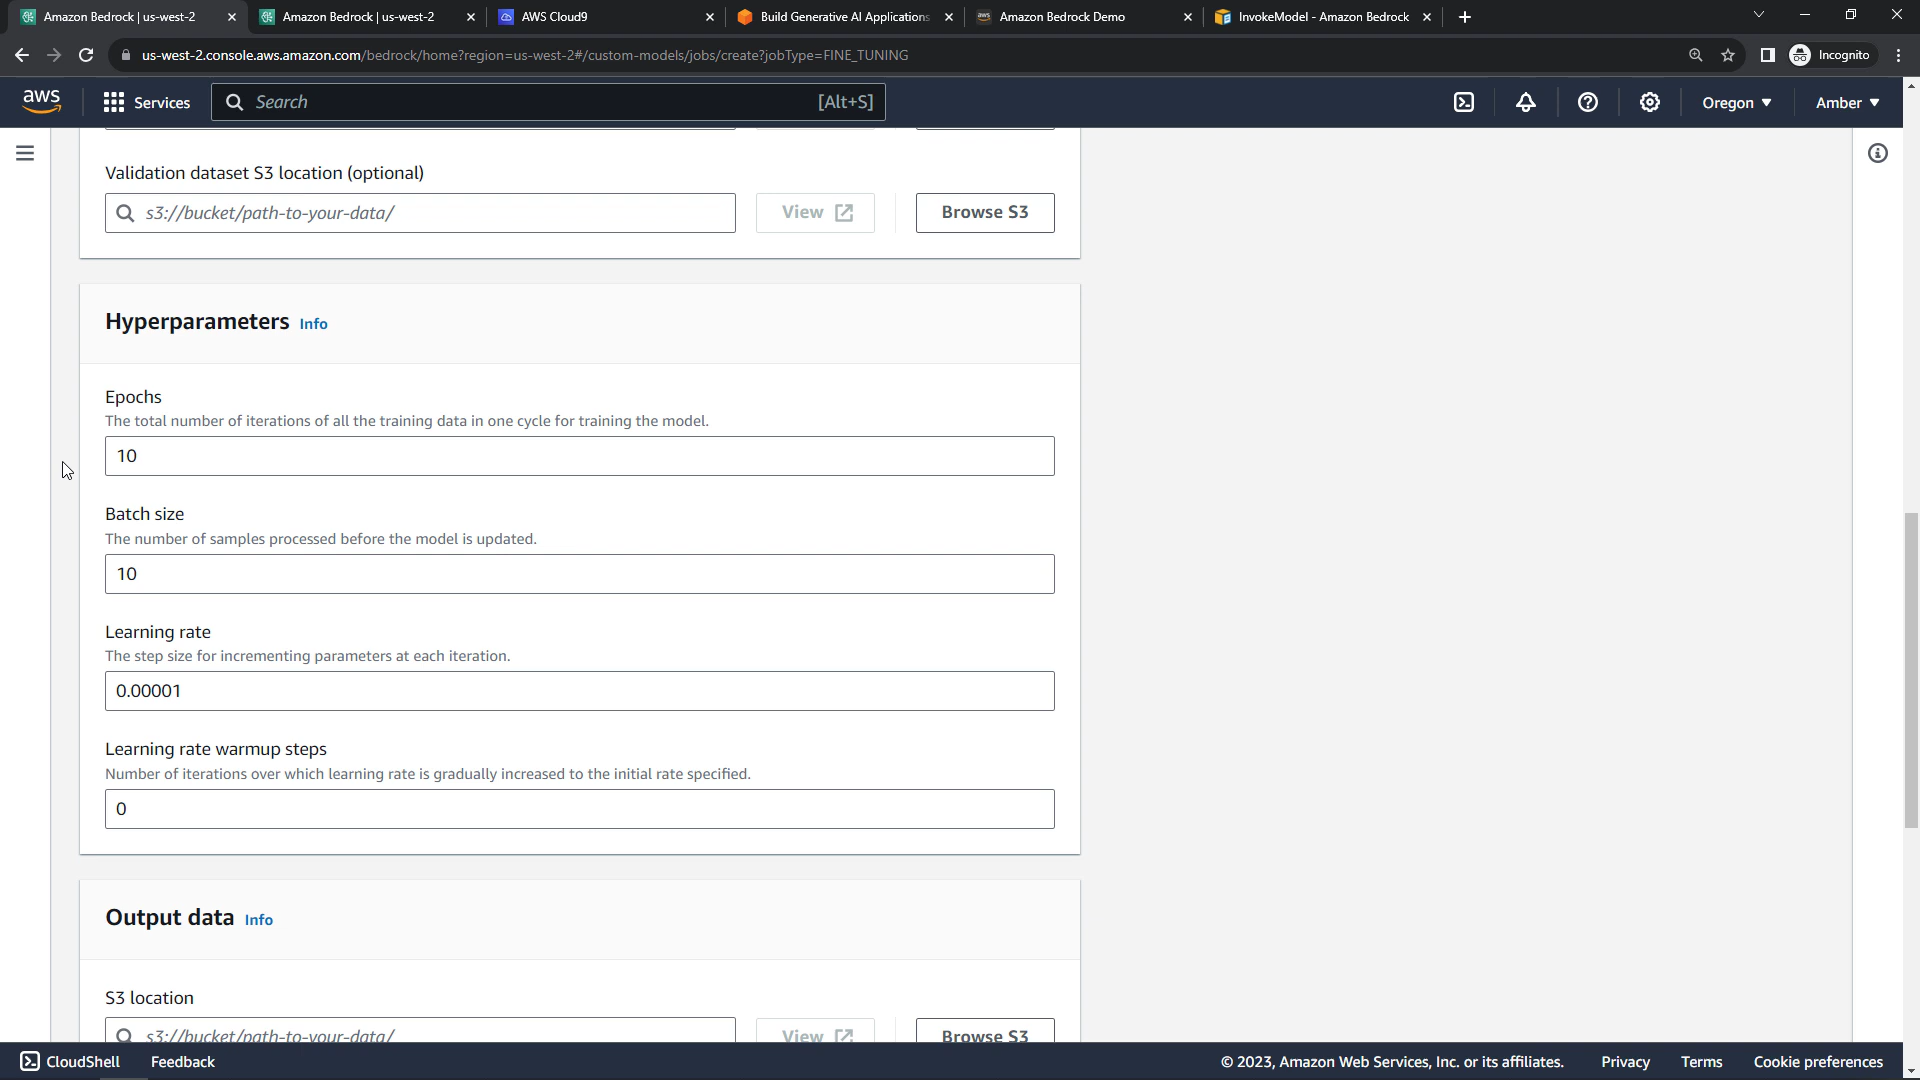 Amazon Bedrock | us-west-2
Amazon Bedrock | us-west-2
AWS Cloud9
Build Generative AI Applications
Amazon Bedrock Demo
InvokeModel - Amazon Bedrock
us-west-2.console.aws.amazon.com/bedrock/home?region=us-west-2#/custom-models/jobs/create?jobType=FINE_TUNING
Incognito
aws
Services
Search
[Alt+S]
Oregon
Amber
Validation dataset S3 location (optional)
s3://bucket/path-to-your-data/
View
Browse S3
Hyperparameters Info
Epochs
The total number of iterations of all the training data in one cycle for training the model.
10
Batch size
The number of samples processed before the model is updated.
10
Learning rate
The step size for incrementing parameters at each iteration.
0.00001
Learning rate warmup steps
Number of iterations over which learning rate is gradually increased to the initial rate specified.
0
Output data Info
S3 location
s3://bucket/path-to-your-data/
View
Browse S3
CloudShell
Feedback
© 2023, Amazon Web Services, Inc. or its affiliates.
Privacy
Terms
Cookie preferences